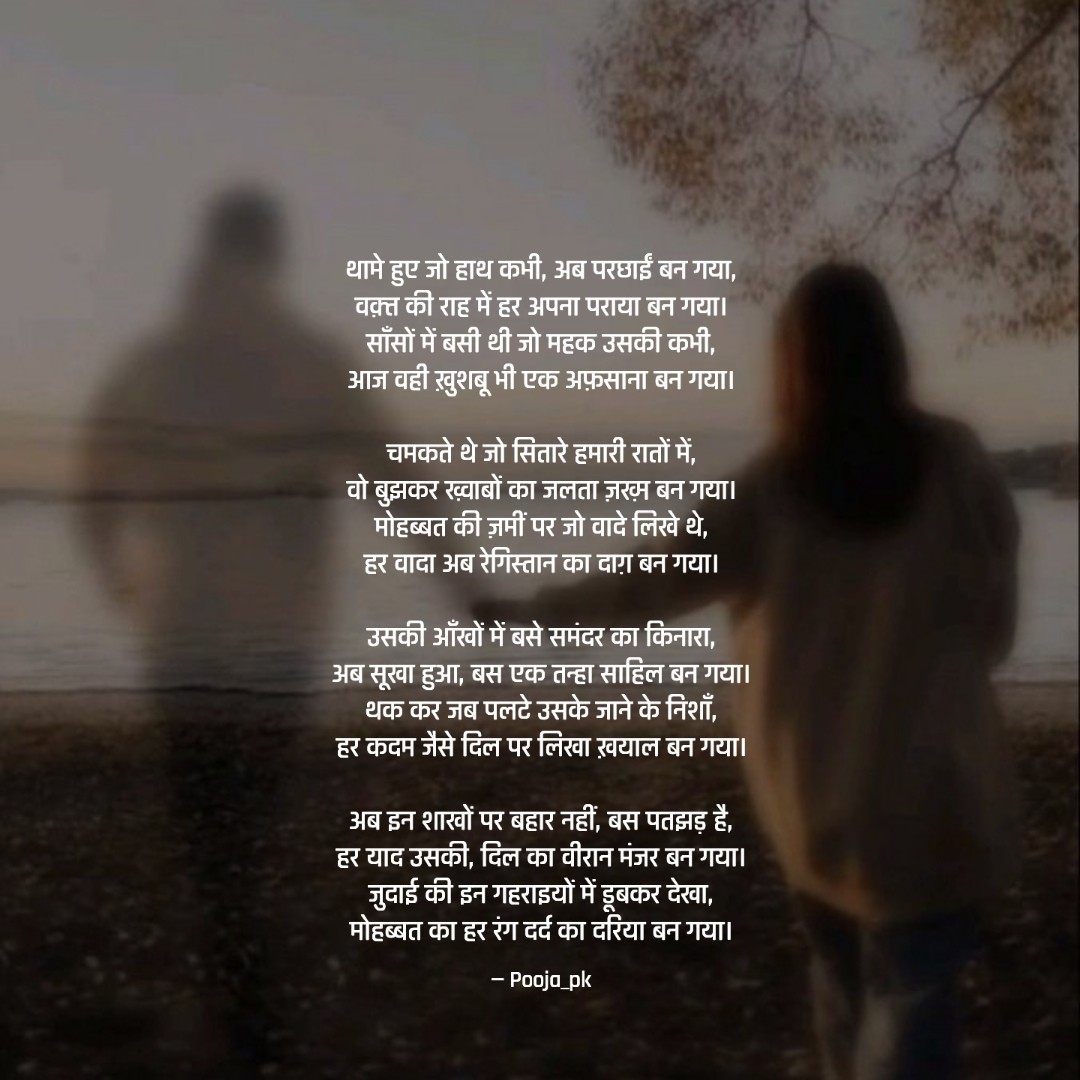 थामे हुए जो हाथ कभी, अब परछाईं बन गया,
वक़्त की राह में हर अपना पराया बन गया।
साँसों में बसी थी जो महक उसकी कभी,
आज वही ख़ुशबू भी एक अफ़साना बन गया।
चमकते थे जो सितारे हमारी रातों में,
वो बुझकर ख़्वाबों का जलता ज़ख़्म बन गया।
मोहब्बत की ज़मीं पर जो वादे लिखे थे,
हर वादा अब रेगिस्तान का दाग़ बन गया।
उसकी आँखों में बसे समंदर का किनारा,
अब सूखा हुआ, बस एक तन्हा साहिल बन गया।
थक कर जब पलटे उसके जाने के निशाँ,
हर कदम जैसे दिल पर लिखा ख़याल बन गया।
अब इन शाखों पर बहार नहीं, बस पतझड़ है,
हर याद उसकी, दिल का वीरान मंजर बन गया।
जुदाई की इन गहराइयों में डूबकर देखा,
मोहब्बत का हर रंग दर्द का दरिया बन गया।
– Pooja_pk